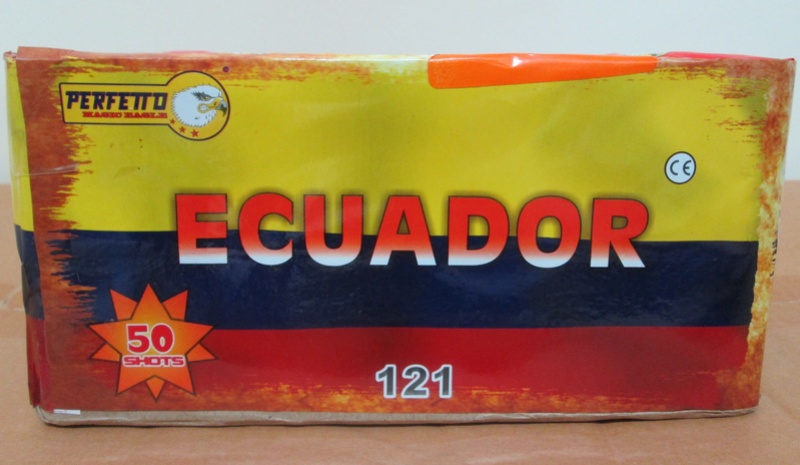 PERFETTO
MAGIC EAGLE
CE
ECUADOR
50
SHOTS
121